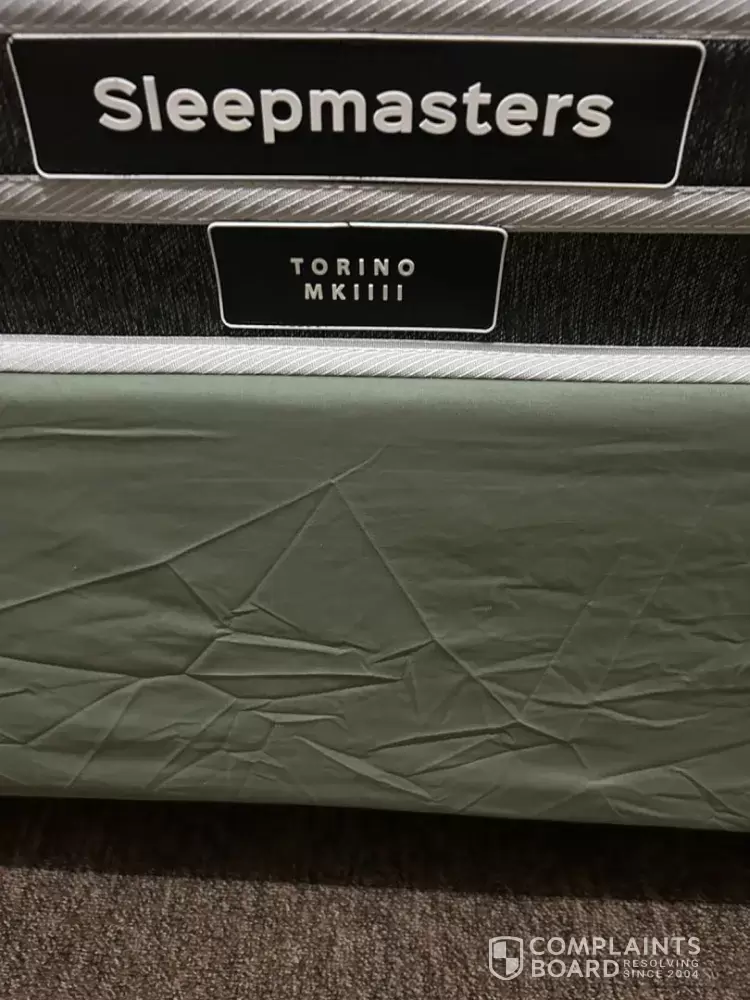 Sleepmasters
TORINO
MKIIII
COMPLAINTS
BOARD RESOLVING
SINCE 2004